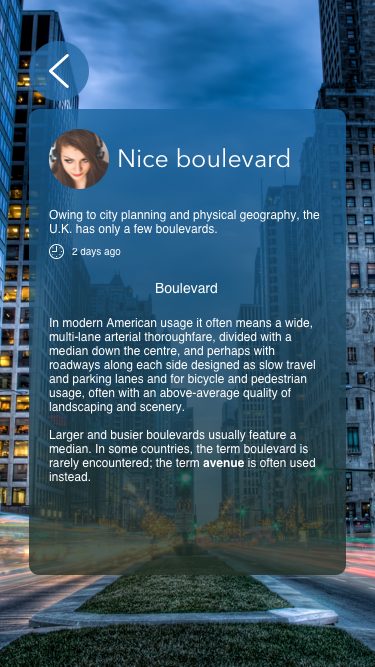 Nice boulevard
Owing to city planning and physical geography, the
U.K. has only a few boulevards.
2 days ago
Boulevard
In modern American usage it often means a wide,
multi-lane arterial thoroughfare, divided with a
median down the centre, and perhaps with
roadways along each side designed as slow travel
and parking lanes and for bicycle and pedestrian
usage, often with an above-average quality of
landscaping and scenery.
Larger and busier boulevards usually feature a
median. In some countries, the term boulevard is
rarely encountered; the term avenue is often used
instead.